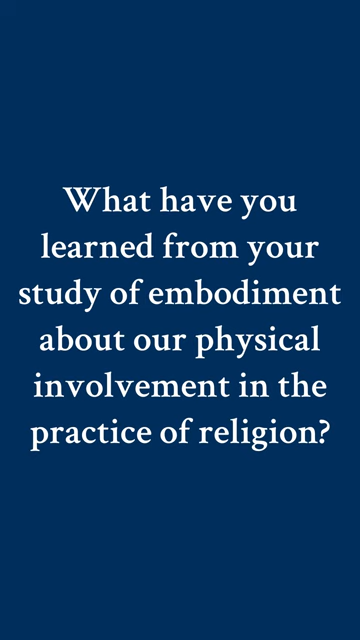 What have you
learned from your
study of embodiment
about our physical
involvement in the
practice of religion?